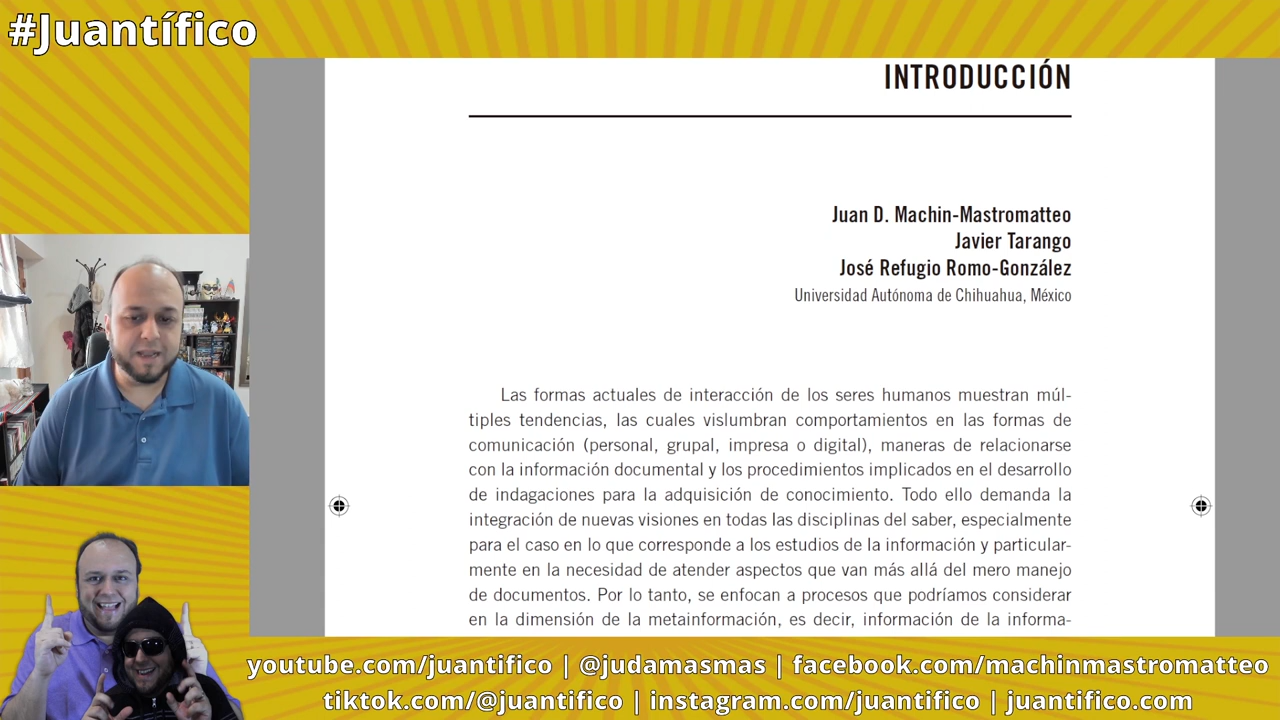 #Juantífico
INTRODUCCIÓN
Juan D. Machin-Mastromatteo
Javier Tarango
José Refugio Romo-González
Universidad Autónoma de Chihuahua, México
Las formas actuales de interacción de los seres humanos muestran múl-
tiples tendencias, las cuales vislumbran comportamientos en las formas de
comunicación (personal, grupal, impresa o digital), maneras de relacionarse
con la información documental y los procedimientos implicados en el desarrollo
de indagaciones para la adquisición de conocimiento. Todo ello demanda la
integración de nuevas visiones en todas las disciplinas del saber, especialmente
para el caso en lo que corresponde a los estudios de la información y particular-
mente en la necesidad de atender aspectos que van más allá del mero manejo
de documentos. Por lo tanto, se enfocan a procesos que podríamos considerar
en la dimensión de la metainformación, es decir, información de la informa-
youtube.com/juantifico | @judamasmas | facebook.com/machinmastromatteo
tiktok.com/@juantifico | instagram.com/juantifico | juantifico.com